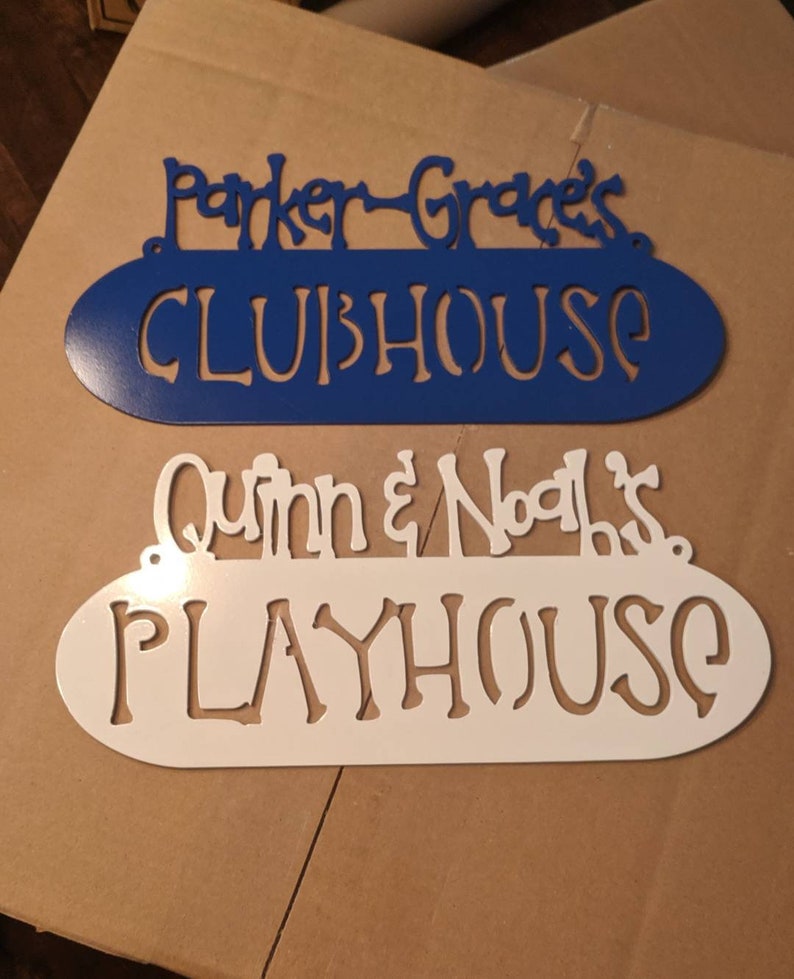 Parker-Grace's
CLUBHOUSe
Quinn & Noah's
PLAYHOUSe